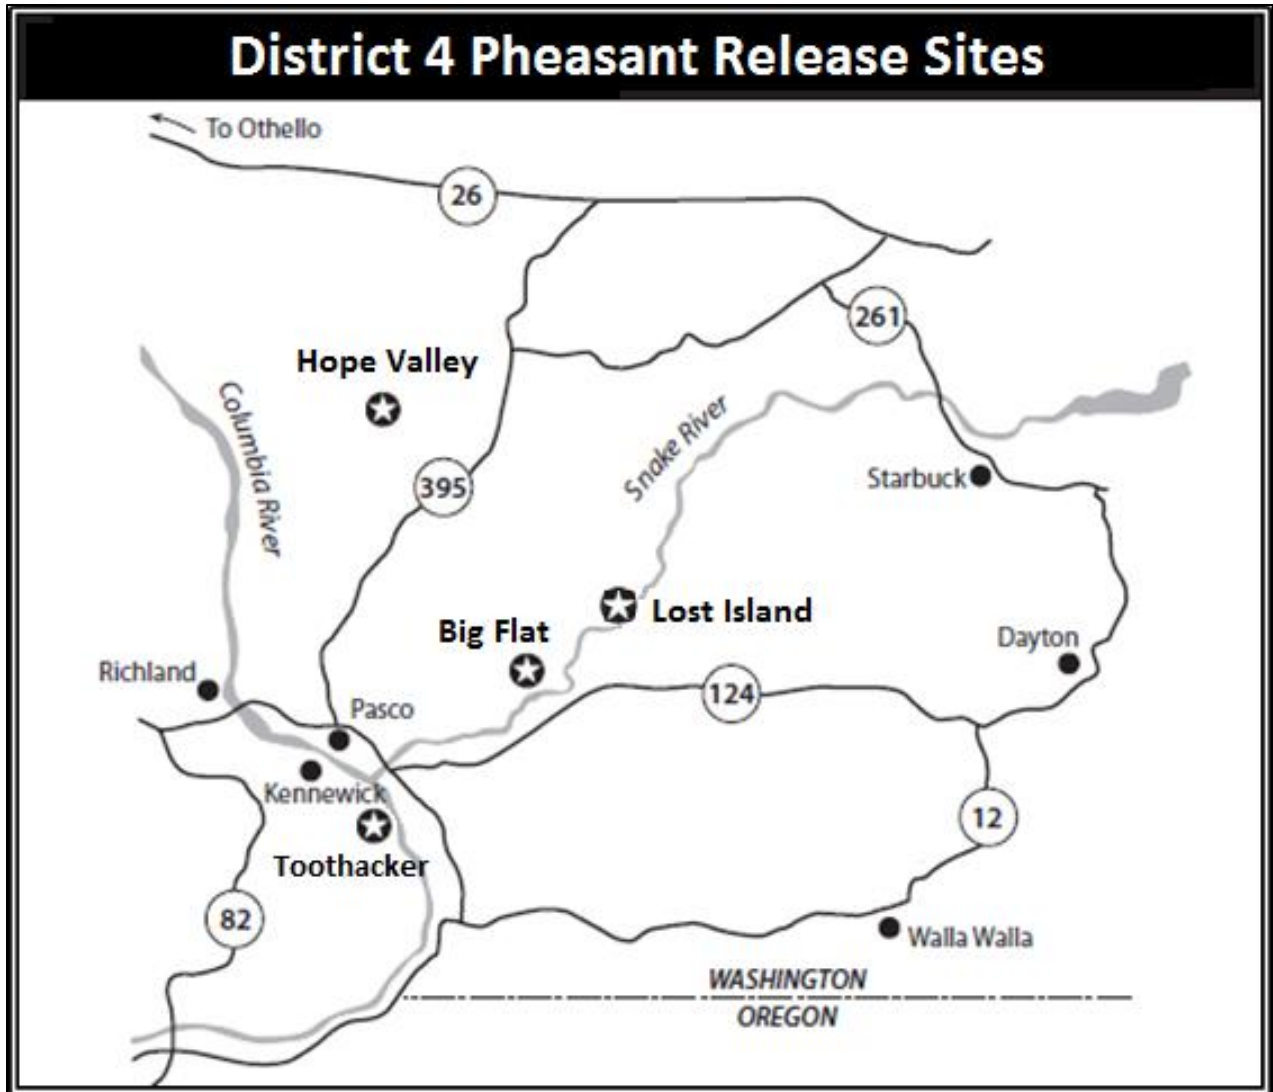 District 4 Pheasant Release Sites
To Othello
26
261
Hope Valley
Columbia River
Snake River
395
Starbuck
Lost Island
Big Flat
Dayton
Richland
124
Pasco
Kennewick
12
Toothacker
82
Walla Walla
WASHINGTON
OREGON